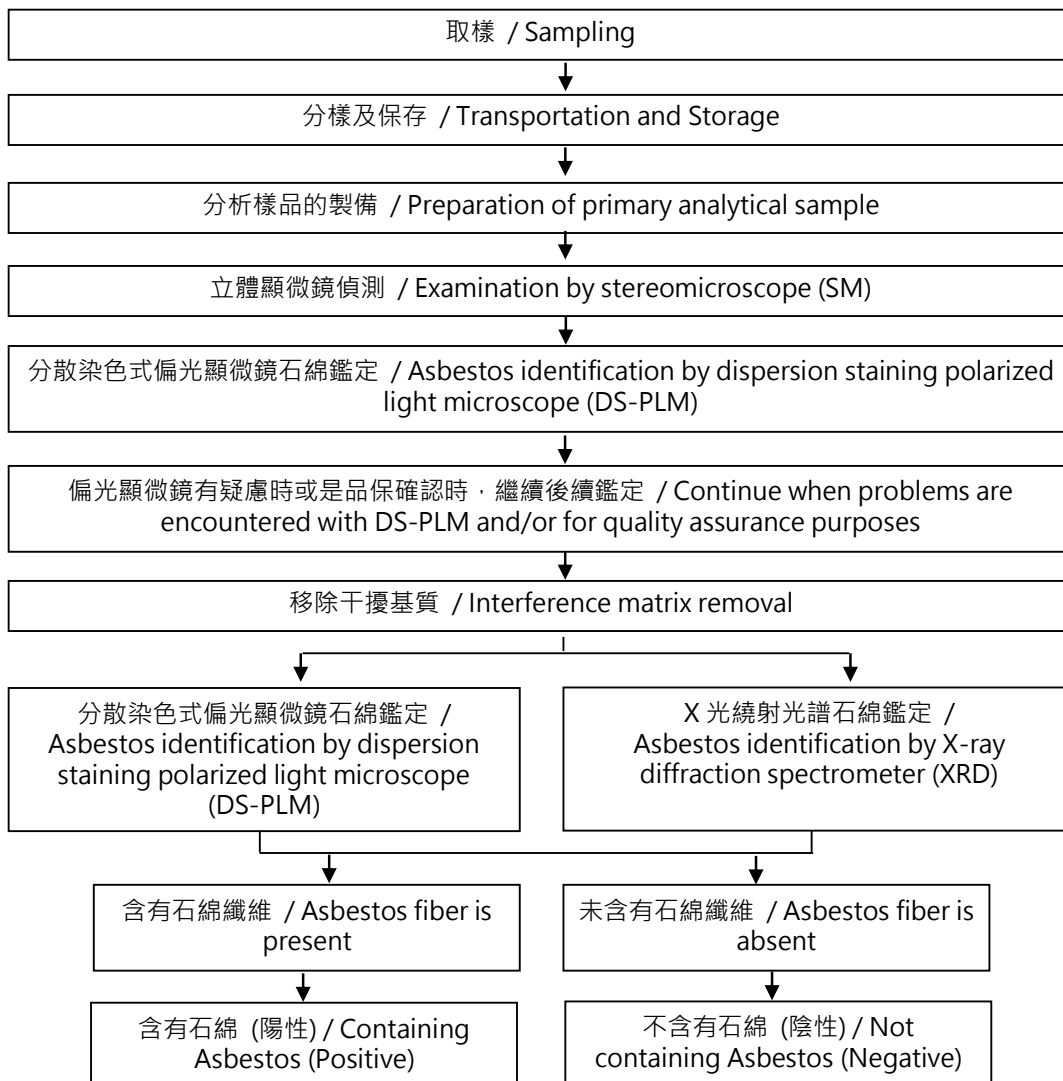 取樣 / Sampling
分樣及保存 / Transportation and Storage
分析樣品的製備 / Preparation of primary analytical sample
立體顯微鏡偵測 / Examination by stereomicroscope (SM)
分散染色式偏光顯微鏡石綿鑑定 / Asbestos identification by dispersion staining polarized
light microscope (DS-PLM)
偏光顯微鏡有疑慮時或是品保確認時，繼續後續鑑定 / Continue when problems are
encountered with DS-PLM and/or for quality assurance purposes
移除干擾基質 / Interference matrix removal
分散染色式偏光顯微鏡石綿鑑定 /
Asbestos identification by dispersion
staining polarized light microscope
(DS-PLM)
X 光繞射光譜石綿鑑定 /
Asbestos identification by X-ray
diffraction spectrometer (XRD)
含有石綿纖維 / Asbestos fiber is
present
未含有石綿纖維 / Asbestos fiber is
absent
含有石綿 (陽性) / Containing
Asbestos (Positive)
不含有石綿 (陰性) / Not
containing Asbestos (Negative)